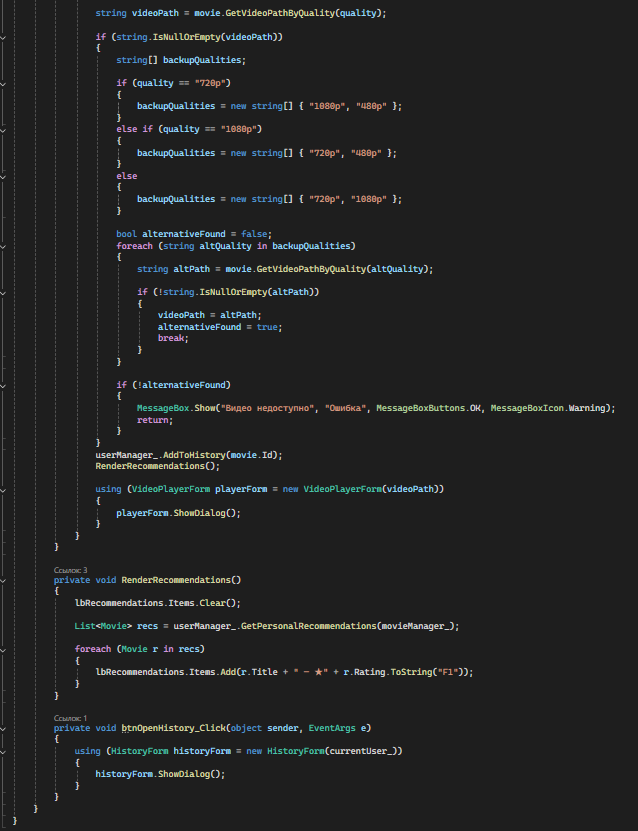 string videoPath = movie.GetVideoPathByQuality(quality);
if (string.IsNullOrEmpty(videoPath))
{
string[] backupQualities;
if (quality == "720p")
{
backupQualities = new string[] { "1080p", "480p" };
}
else if (quality == "1080p")
{
backupQualities = new string[] { "720p", "480p" };
}
else
{
backupQualities = new string[] { "720p", "1080p" };
}
bool alternativeFound = false;
foreach (string altQuality in backupQualities)
{
string altPath = movie.GetVideoPathByQuality(altQuality);
if (!string.IsNullOrEmpty(altPath))
{
videoPath = altPath;
alternativeFound = true;
break;
}
}
if (!alternativeFound)
{
MessageBox.Show("Видео недоступно", "Ошибка", MessageBoxButtons.OK, MessageBoxIcon.Warning);
return;
}
}
userManager_.AddToHistory(movie.Id);
RenderRecommendations();
using (VideoPlayerForm playerForm = new VideoPlayerForm(videoPath))
{
playerForm.ShowDialog();
}
}
}
Ссылок: 3
private void RenderRecommendations()
{
lbRecommendations.Items.Clear();
List<Movie> recs = userManager_.GetPersonalRecommendations(movieManager_);
foreach (Movie r in recs)
{
lbRecommendations.Items.Add(r.Title + " — ★" + r.Rating.ToString("F1"));
}
}
Ссылок: 1
private void btnOpenHistory_Click(object sender, EventArgs e)
{
using (HistoryForm historyForm = new HistoryForm(currentUser_))
{
historyForm.ShowDialog();
}
}
}
}